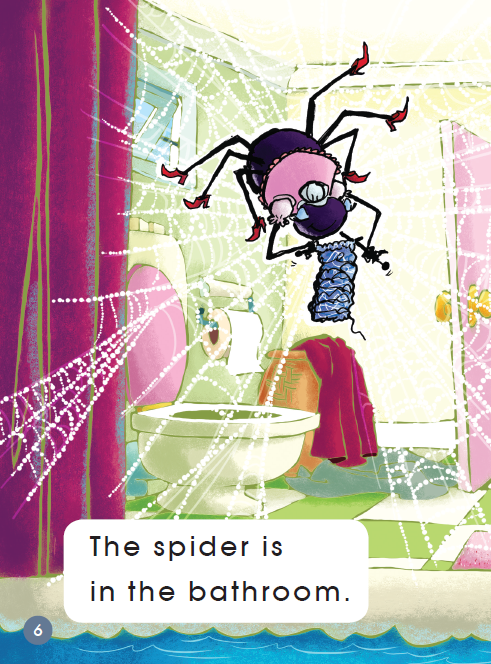 The spider is
in the bathroom.
6